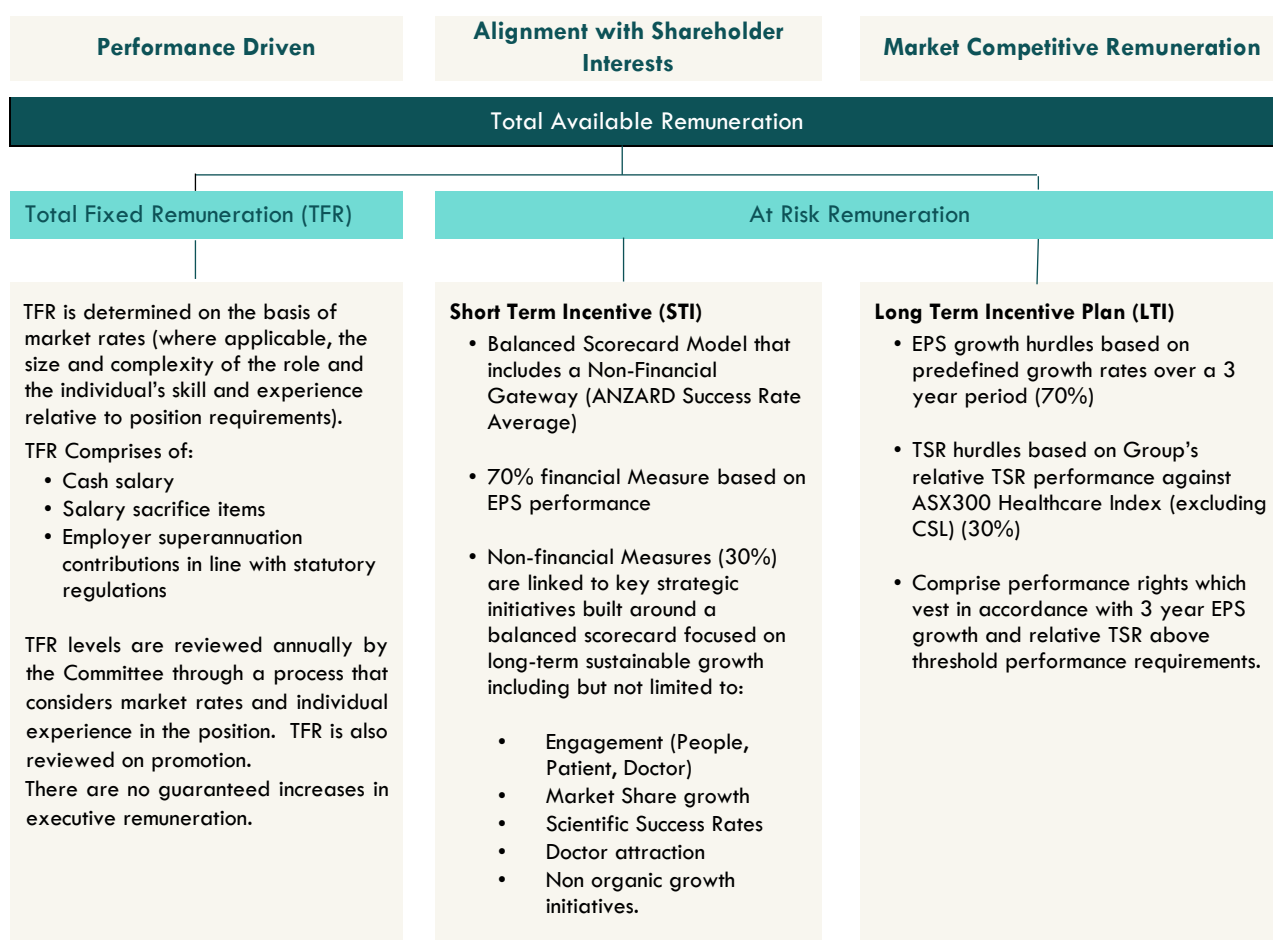 Performance Driven
Alignment with Shareholder
Interests
Market Competitive Remuneration
Total Available Remuneration
Total Fixed Remuneration (TFR)
At Risk Remuneration
TFR is determined on the basis of
market rates (where applicable, the
size and complexity of the role and
the individual's skill and experience
relative to position requirements).
TFR Comprises of:
• Cash salary
• Salary sacrifice items
• Employer superannuation
contributions in line with statutory
regulations
TFR levels are reviewed annually by
the Committee through a process that
considers market rates and individual
experience in the position. TFR is also
reviewed on promotion.
There are no guaranteed increases in
executive remuneration.
Short Term Incentive (STI)
• Balanced Scorecard Model that
includes a Non-Financial
Gateway (ANZARD Success Rate
Average)
• 70% financial Measure based on
EPS performance
• Non-financial Measures (30%)
are linked to key strategic
initiatives built around a
balanced scorecard focused on
long-term sustainable growth
including but not limited to:
• Engagement (People,
Patient, Doctor)
• Market Share growth
• Scientific Success Rates
• Doctor attraction
• Non organic growth
initiatives.
Long Term Incentive Plan (LTI)
• EPS growth hurdles based on
predefined growth rates over a 3
year period (70%)
• TSR hurdles based on Group's
relative TSR performance against
ASX300 Healthcare Index (excluding
CSL) (30%)
• Comprise performance rights which
vest in accordance with 3 year EPS
growth and relative TSR above
threshold performance requirements.